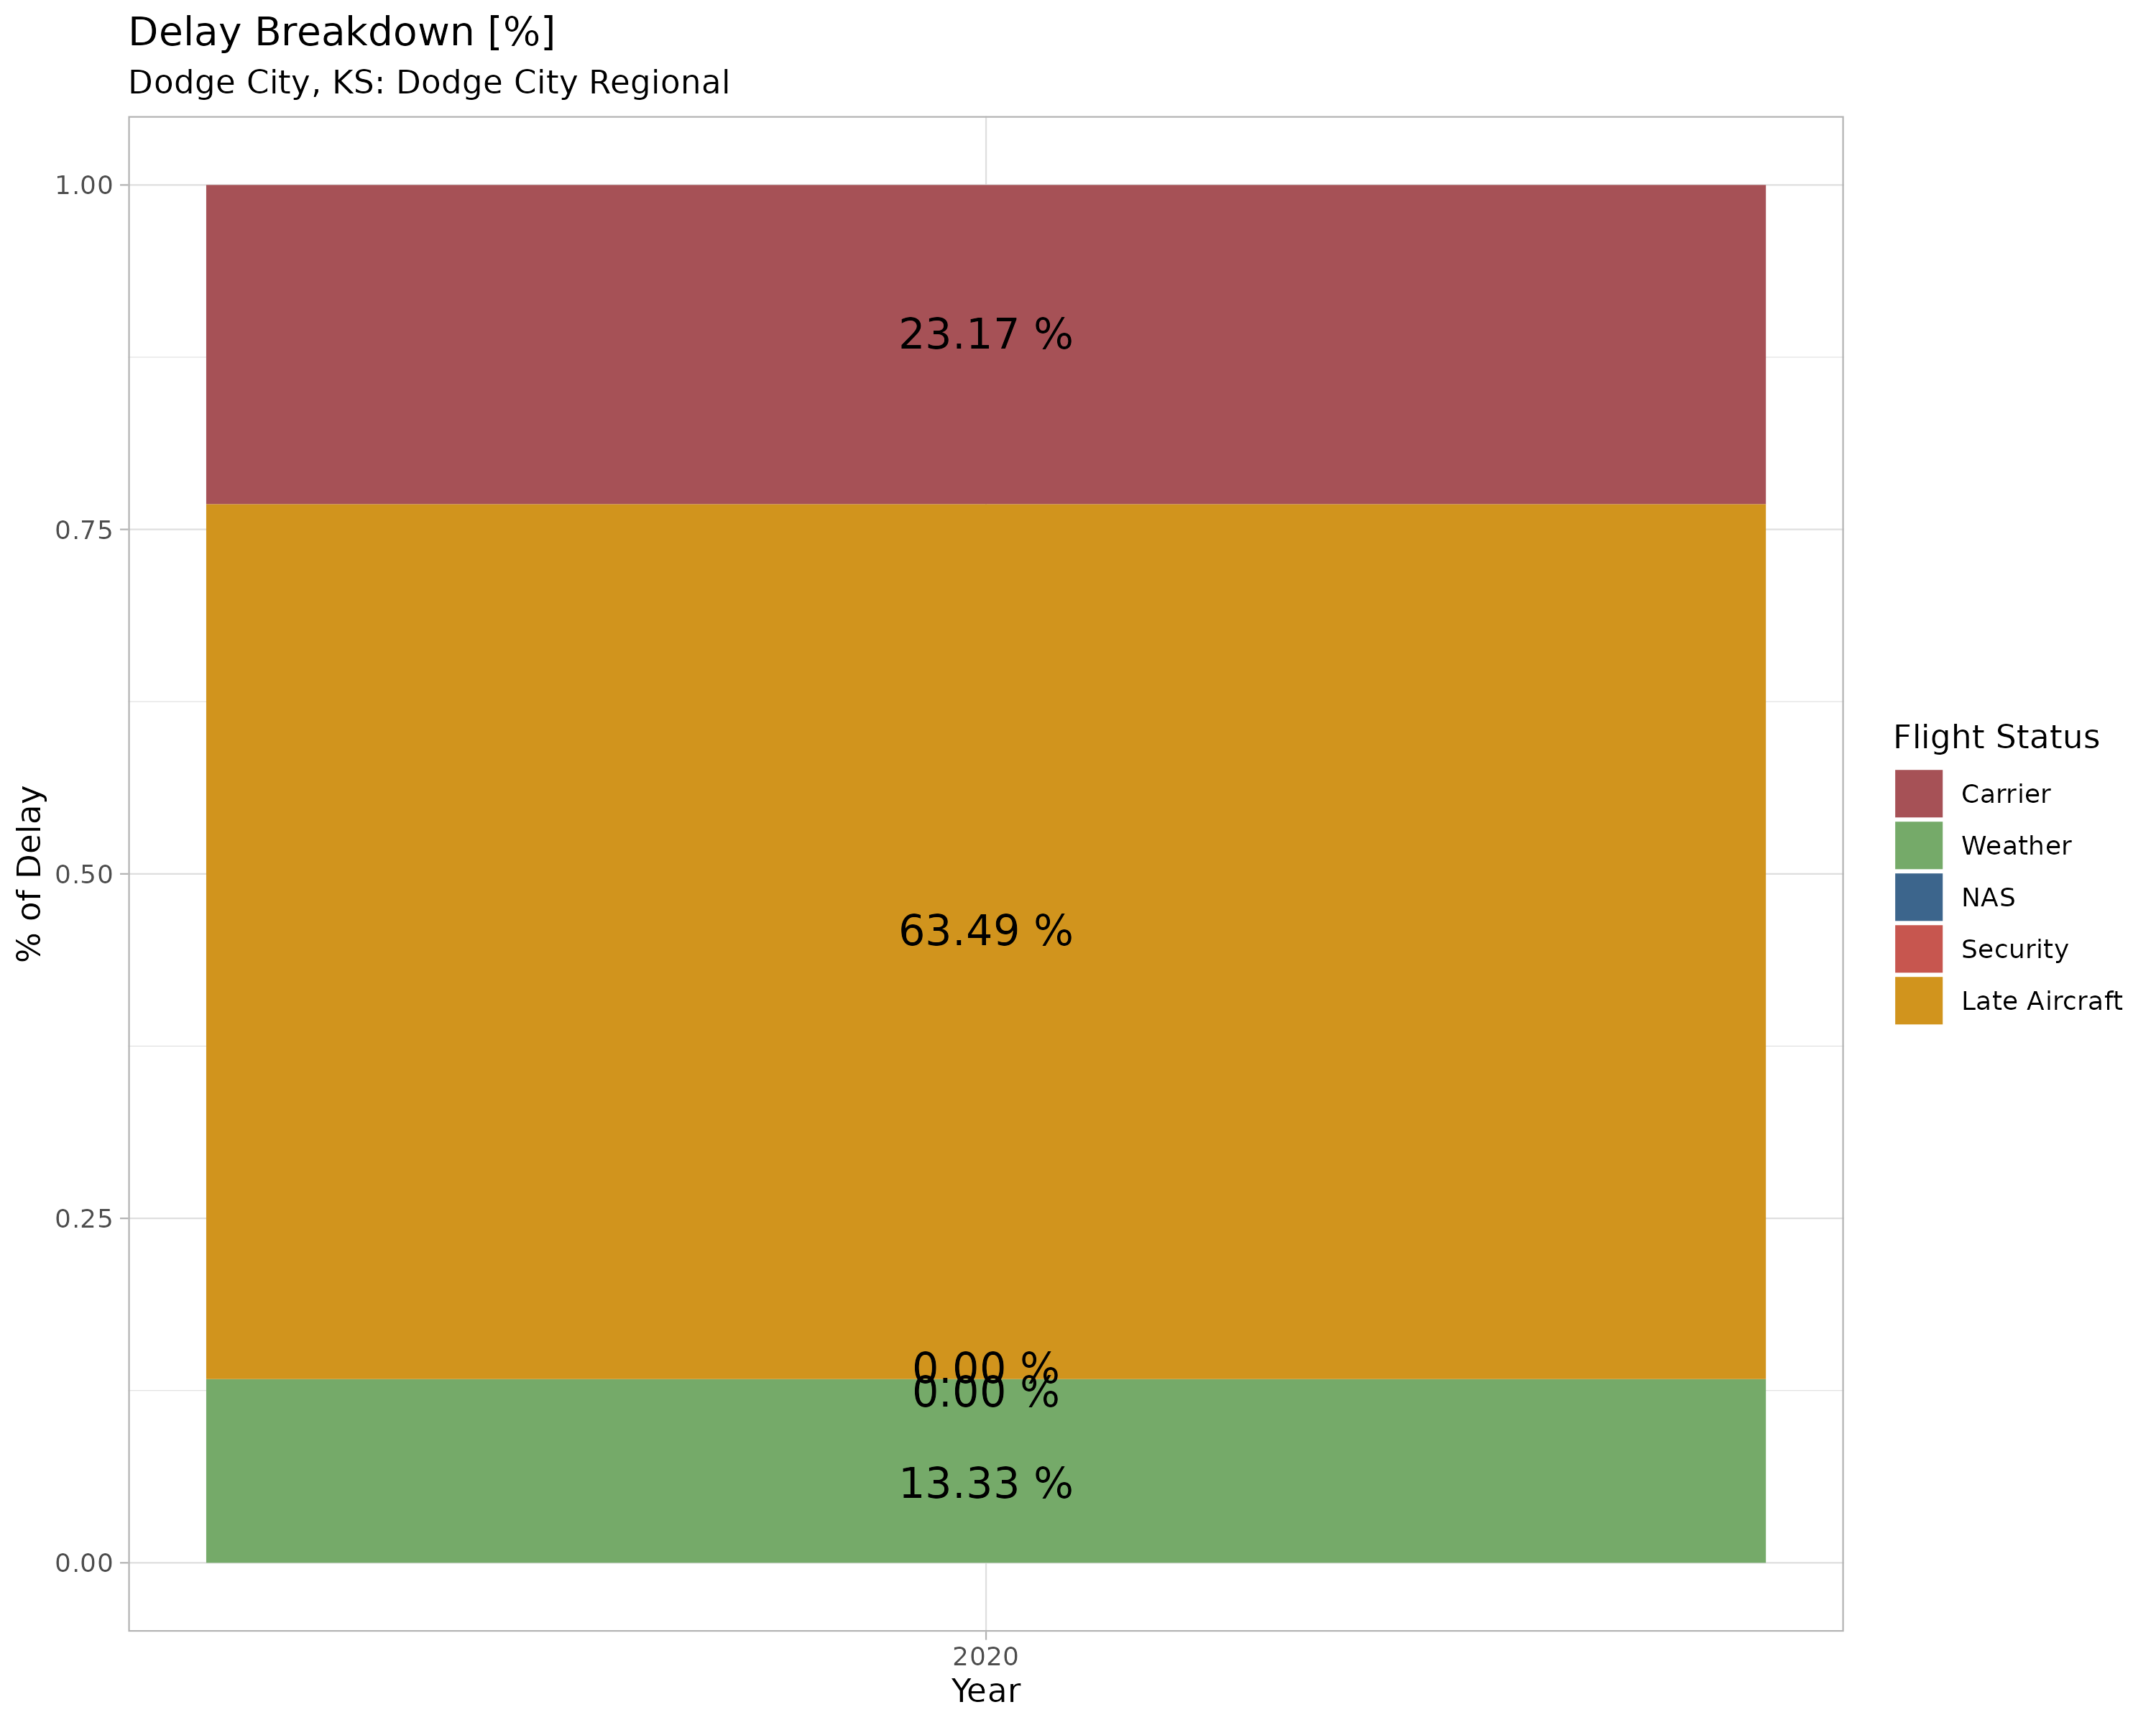 Delay Breakdown [%]
Dodge City, KS: Dodge City Regional
1.00
0.75
0.50
0.25
0.00
% of Delay
23.17 %
63.49 %
0.00 %
0.00 %
13.33 %
2020
Year
Flight Status
Carrier
Weather
NAS
Security
Late Aircraft